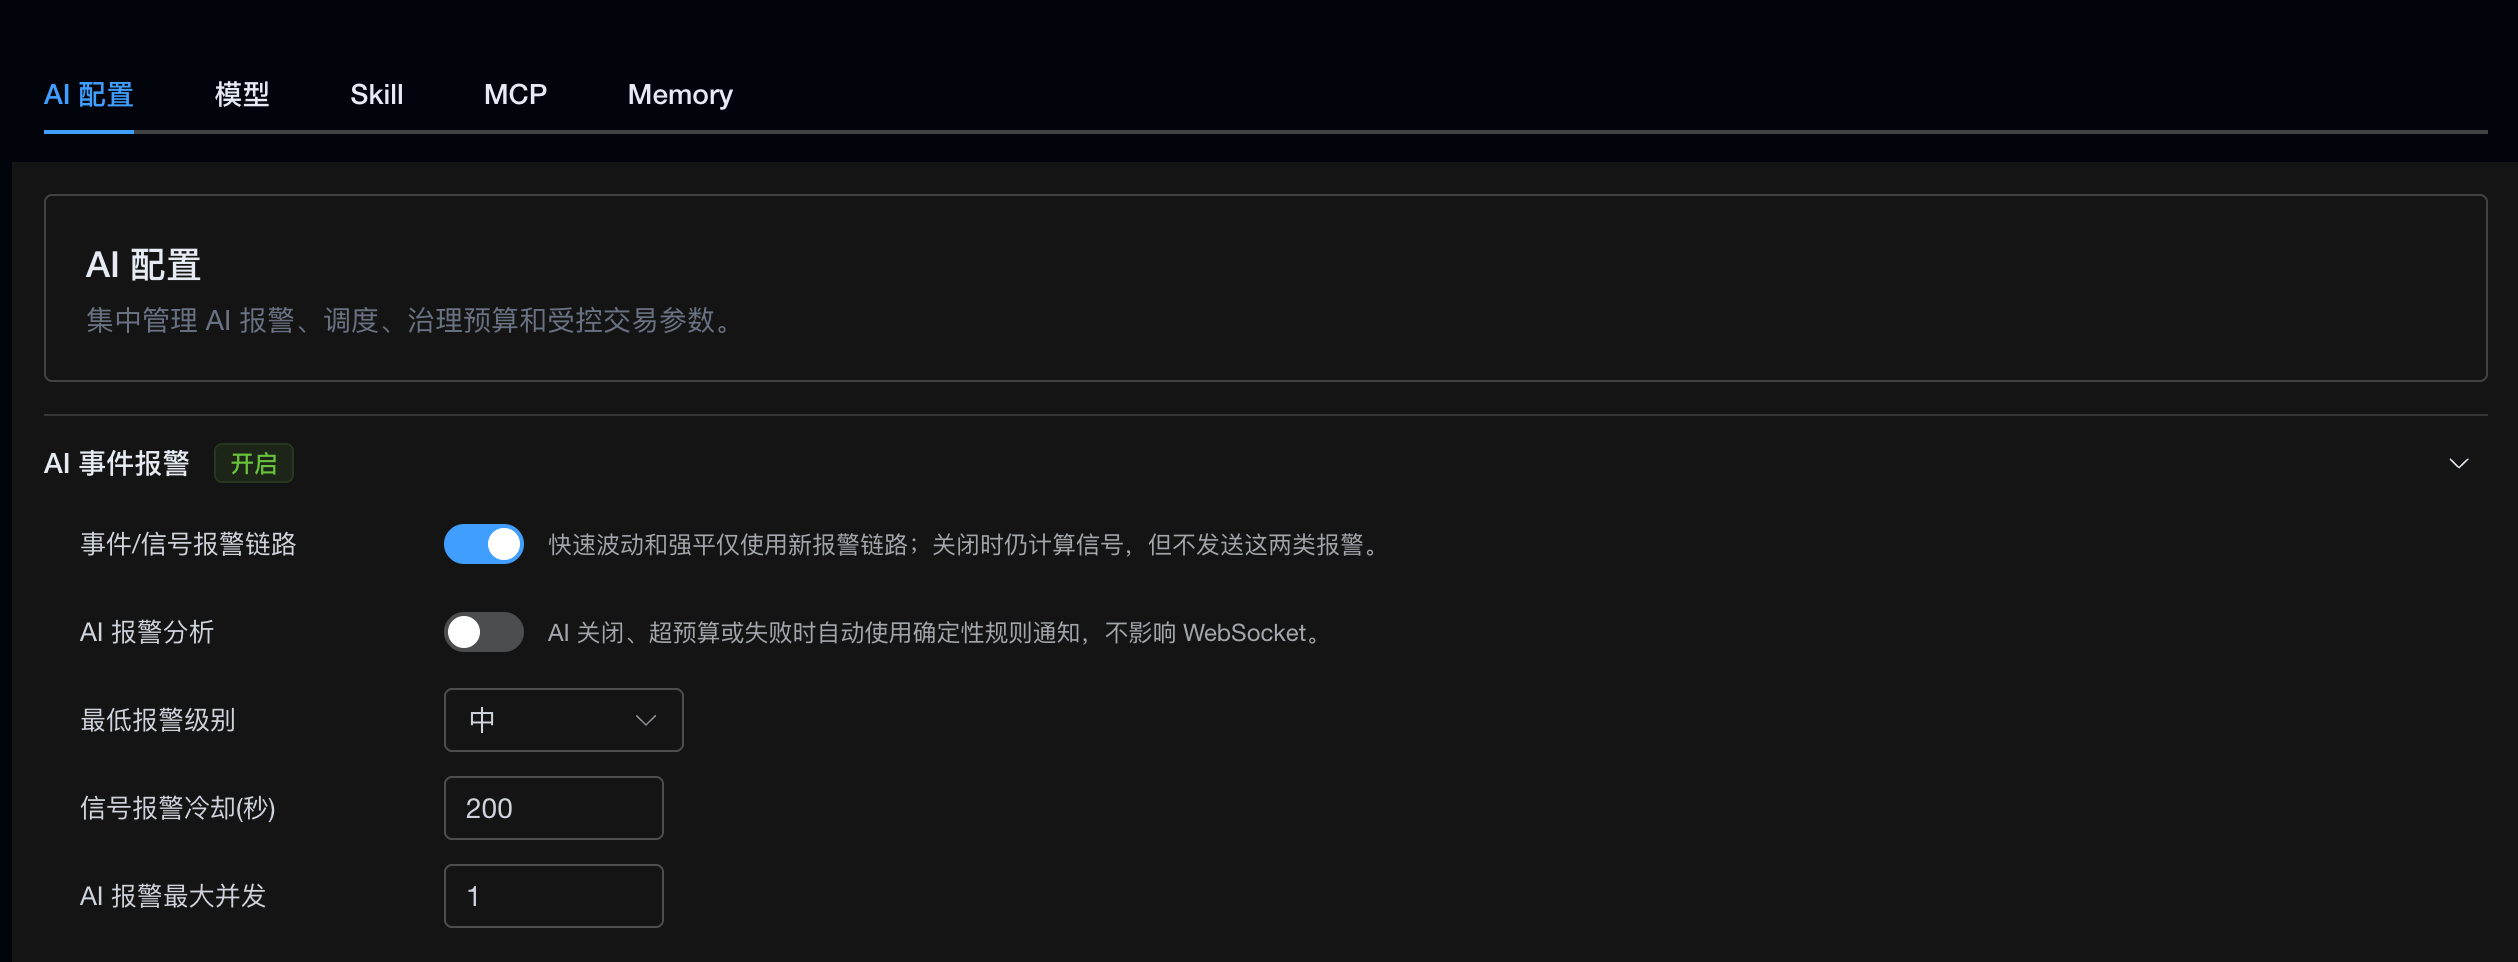 AI 配置 模型 Skill MCP Memory
AI 配置
集中管理 AI 报警、调度、治理预算和受控交易参数。
AI 事件报警 开启
事件/信号报警链路 快速波动和强平仅使用新报警链路；关闭时仍计算信号，但不发送这两类报警。
AI 报警分析 AI 关闭、超预算或失败时自动使用确定性规则通知，不影响 WebSocket。
最低报警级别 中
信号报警冷却(秒) 200
AI 报警最大并发 1